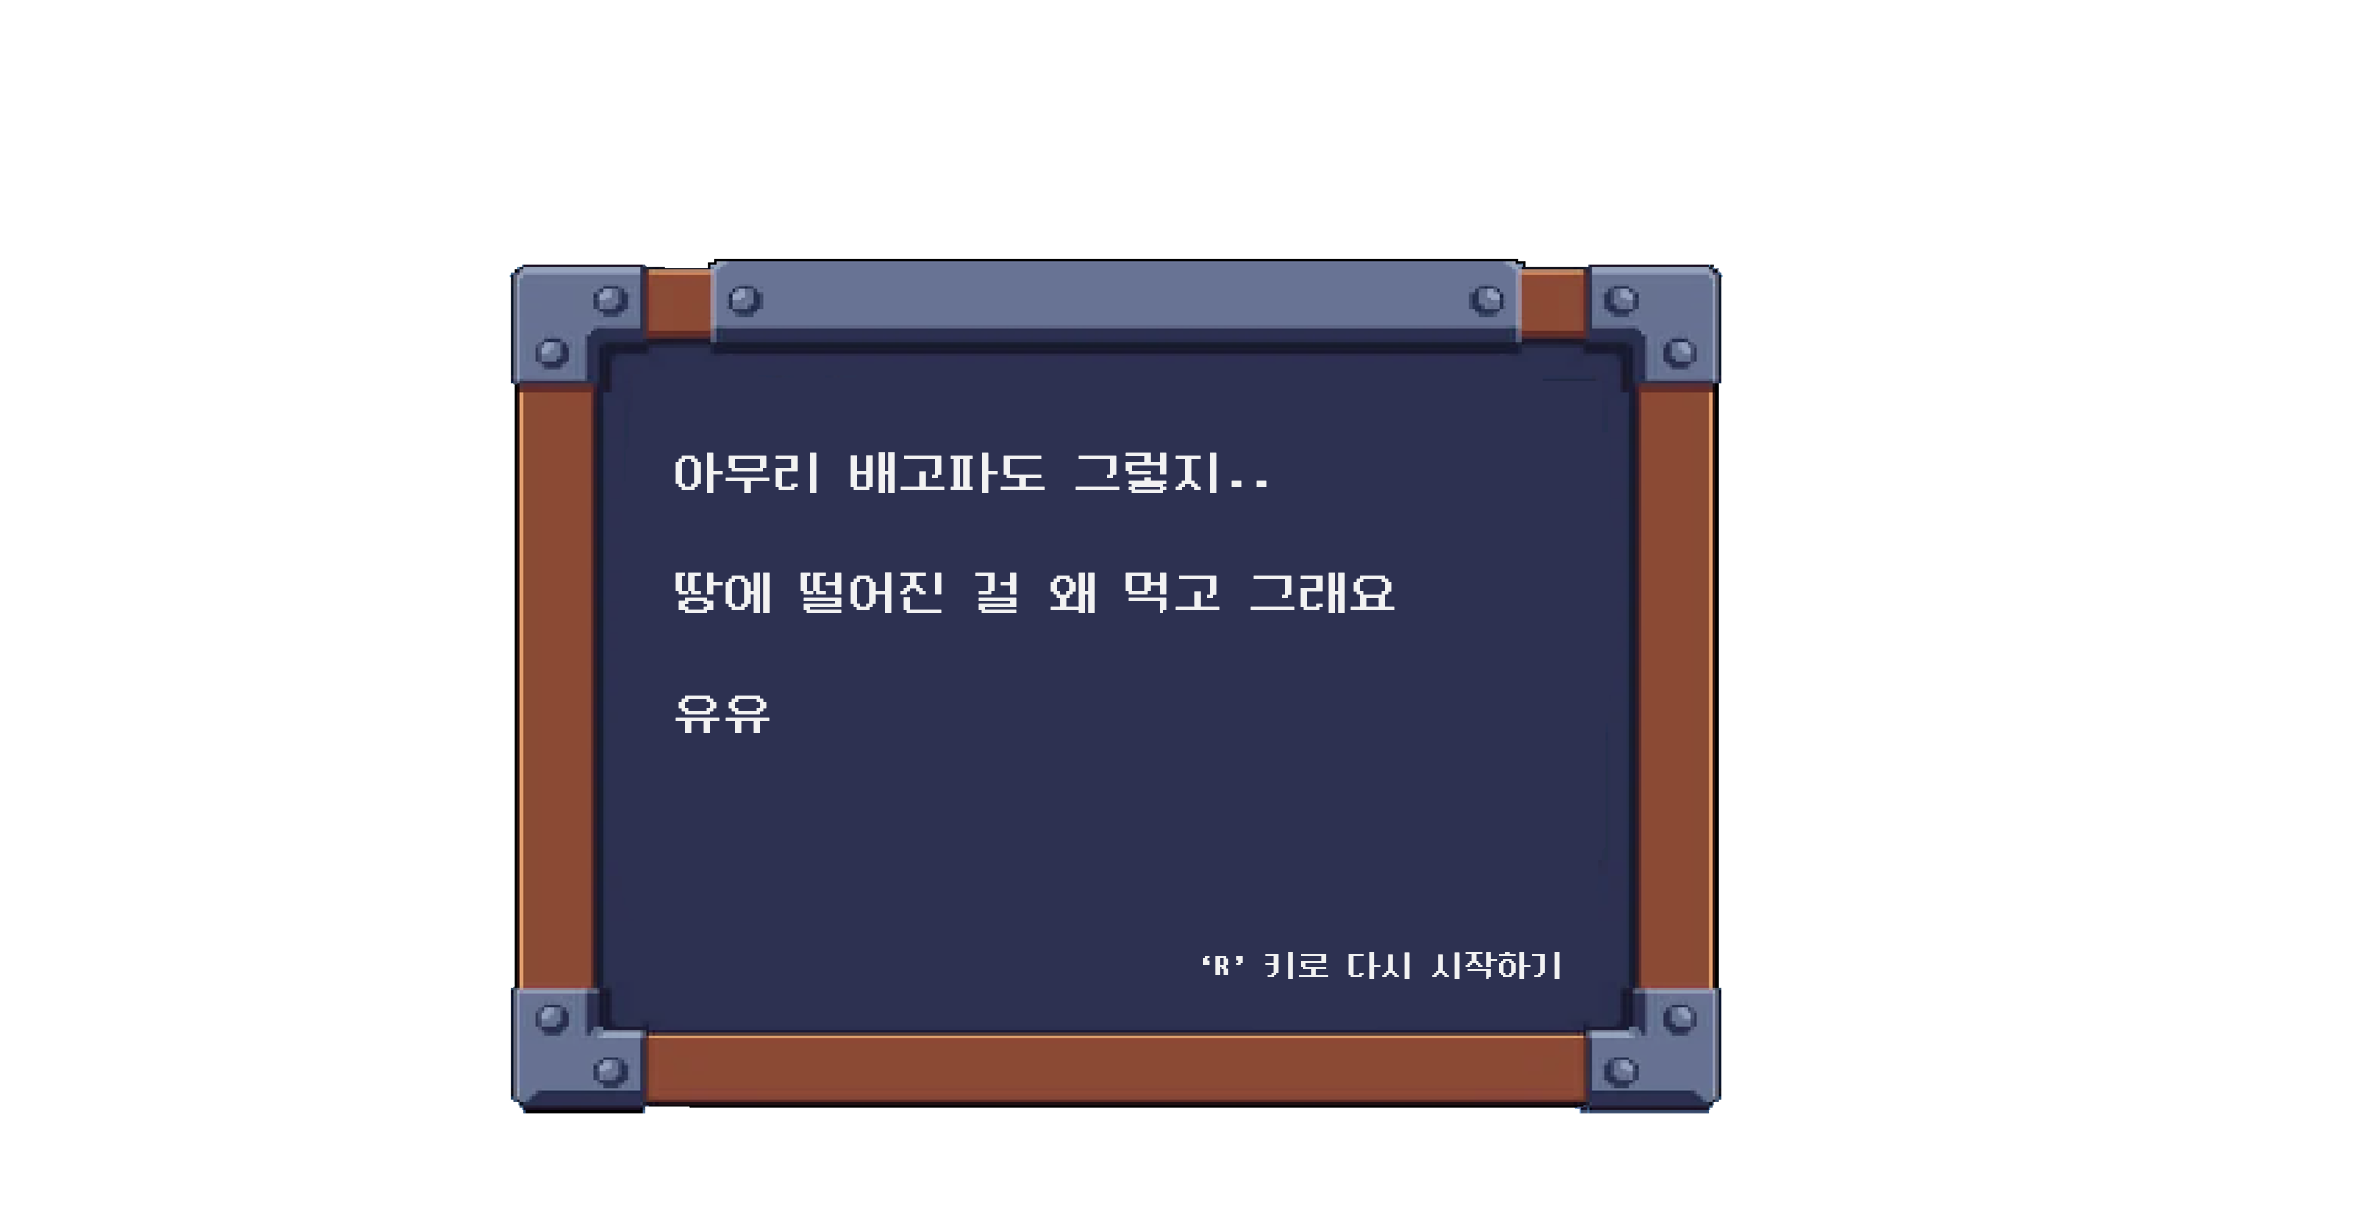 아무리 배고파도 그렇지..
땅에 떨어진 걸 왜 먹고 그래요
유유
‘R’ 키로 다시 시작하기